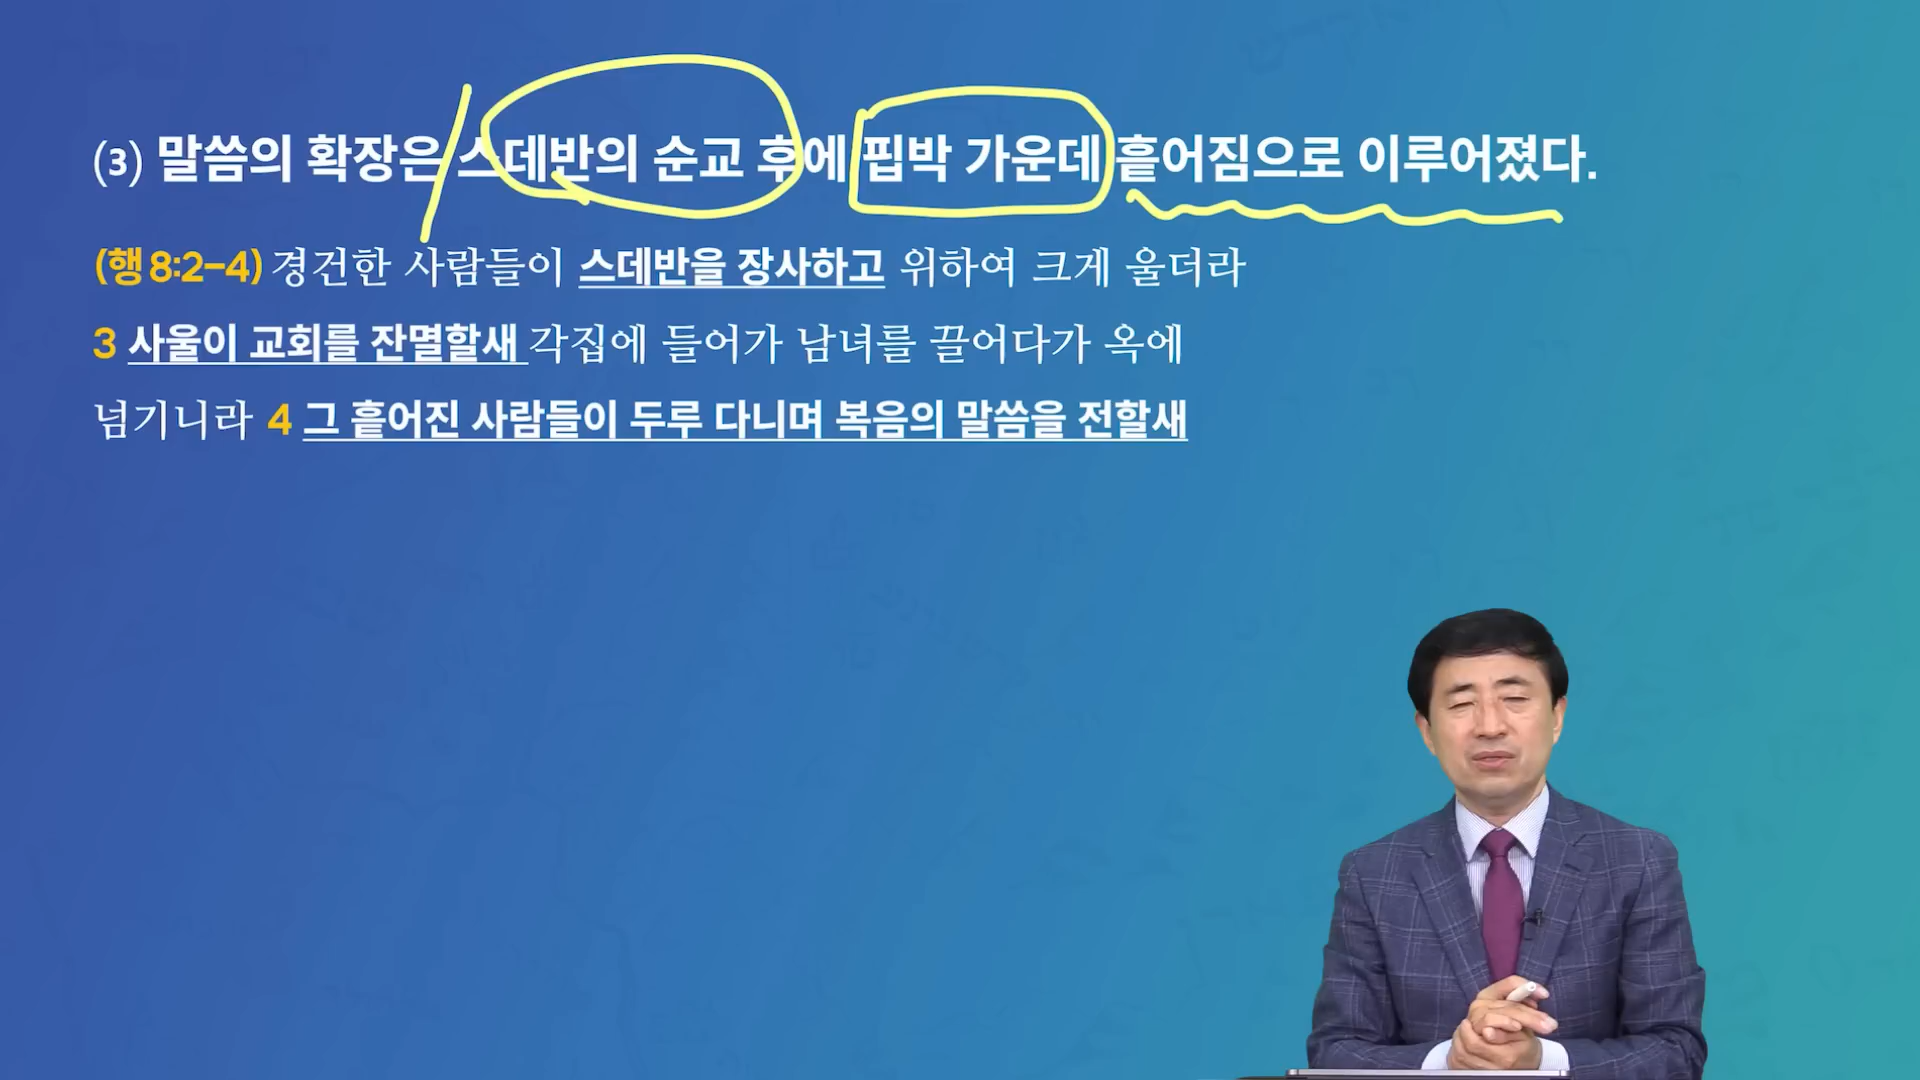 (3) 말씀의 확장은 스데반의 순교 후에 핍박 가운데 흩어짐으로 이루어졌다.
(행 8:2-4) 경건한 사람들이 스데반을 장사하고 위하여 크게 울더라
3 사울이 교회를 잔멸할새 각집에 들어가 남녀를 끌어다가 옥에
넘기니라 4 그 흩어진 사람들이 두루 다니며 복음의 말씀을 전할새